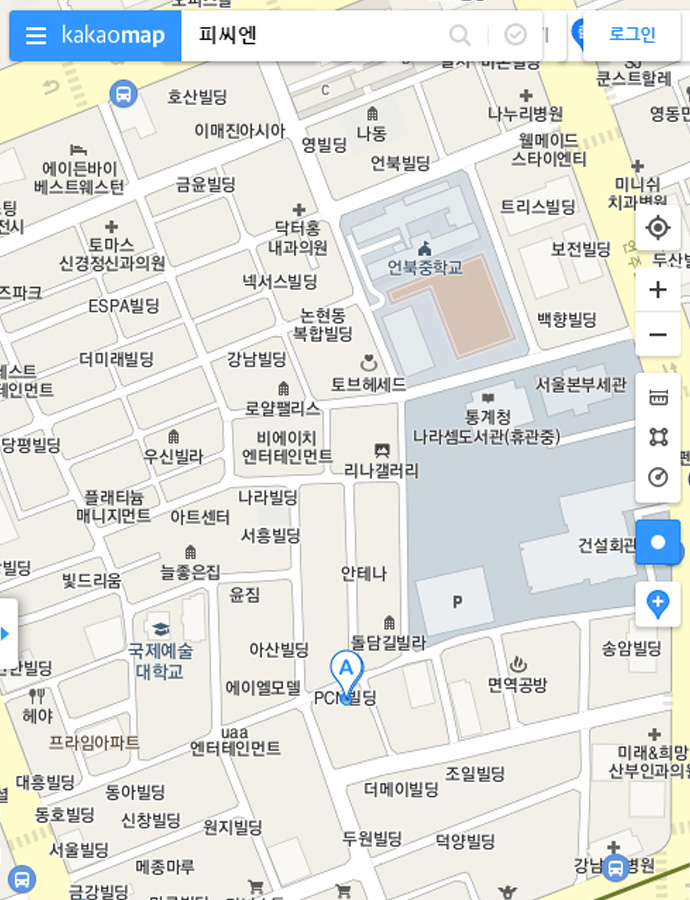 오피스빌
kakaomap
피씨엔
로그인
쿤스트할레
C
호산빌딩
나누리병원
이매진아시아
나동
영빌딩
웰메이드
스타이엔티
에이든바이
베스트웨스턴
언북빌딩
금윤빌딩
미니쉬
치과병원
트리스빌딩
닥터홍
내과의원
토마스
신경정신과의원
보전빌딩
언북중학교
넥서스빌딩
즈파크
ESPA빌딩
논현동
복합빌딩
백향빌딩
더미래빌딩
강남빌딩
토브헤세드
서울본부세관
로얄팰리스
통계청
나라셈도서관(휴관중)
당평빌딩
우신빌라
비에이치
엔터테인먼트
리나갤러리
플래티늄
매니지먼트
나라빌딩
아트센터
서흥빌딩
건설회관
늘좋은집
빛드리움
안테나
윤짐
P
국제예술
대학교
아산빌딩
돌담길빌라
송암빌딩
A
에이엘모델
PCN빌딩
면역공방
헤야
프라임아파트
uaa
엔터테인먼트
미래&희망
산부인과의원
대흥빌딩
동아빌딩
조일빌딩
더메이빌딩
동호빌딩
신창빌딩
원지빌딩
두원빌딩
덕양빌딩
서울빌딩
메종마루
금강빌딩